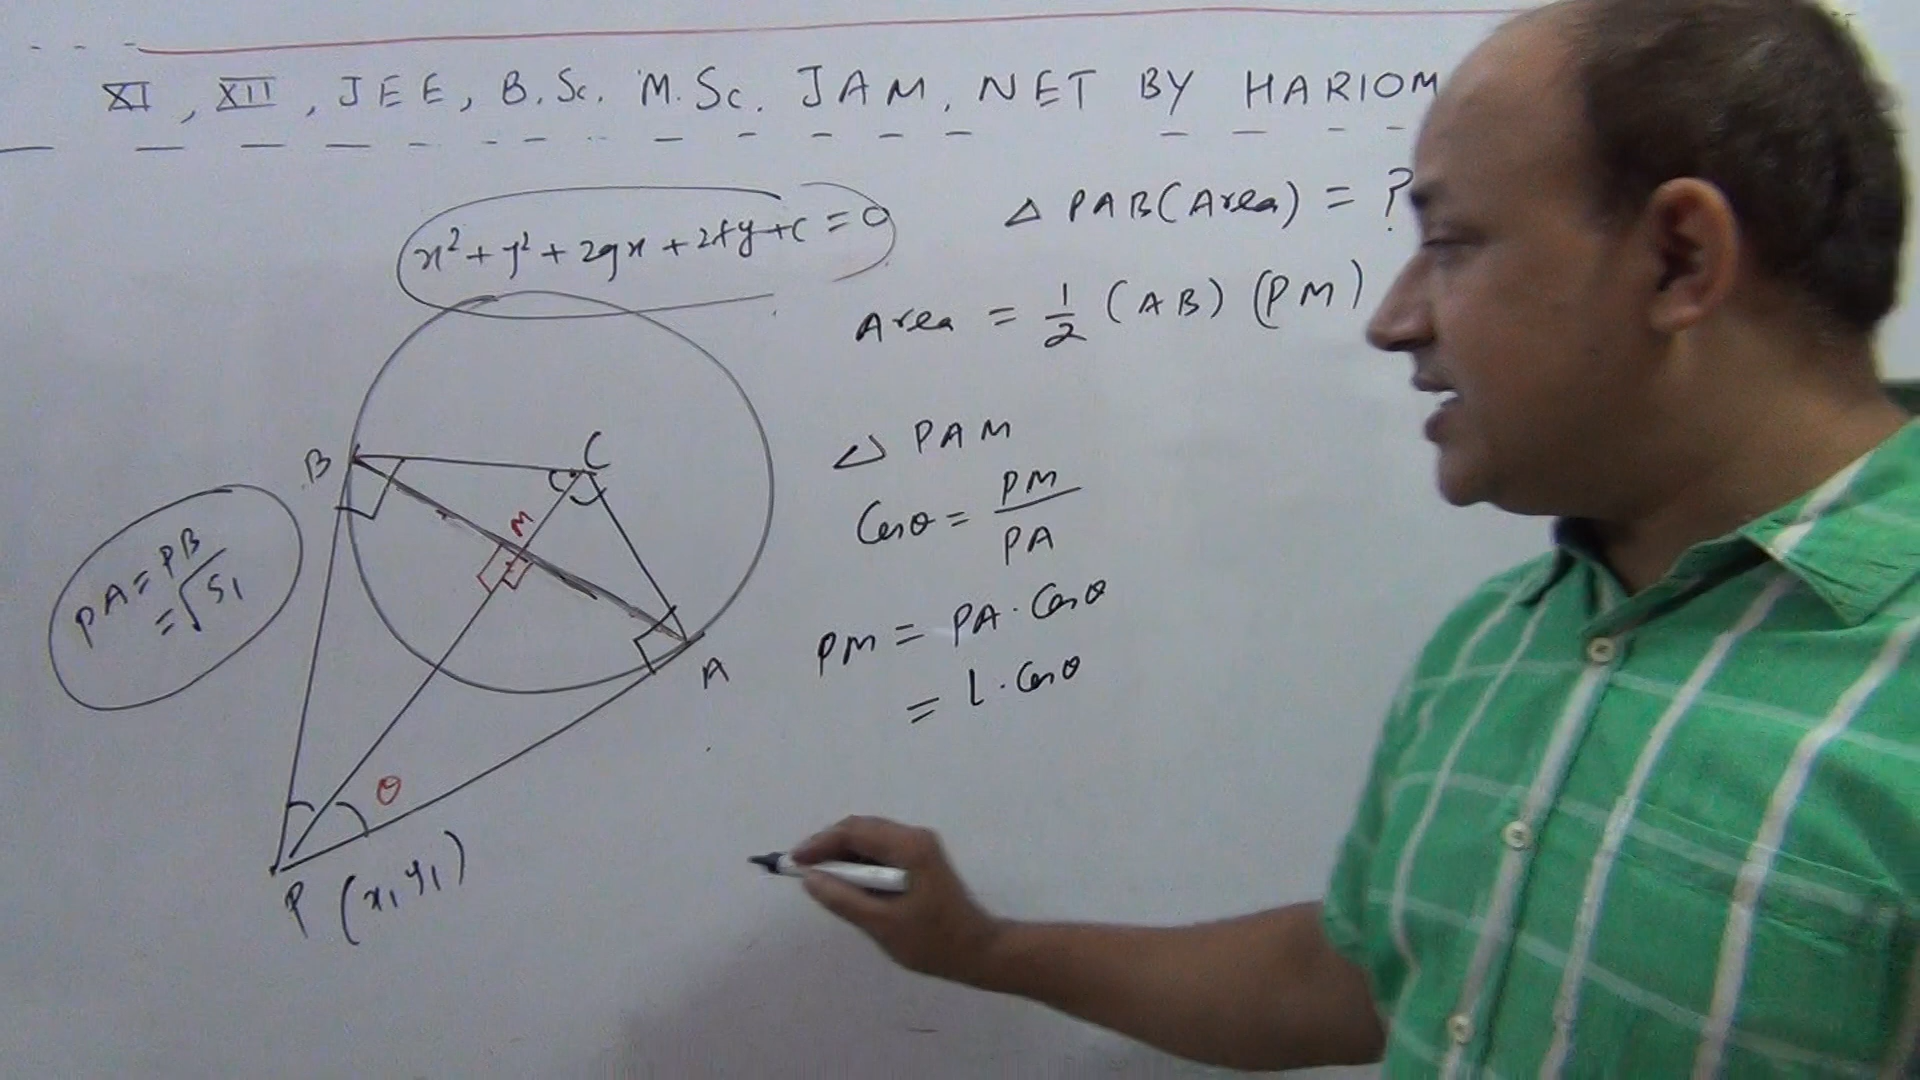 XI, XII, JEE, B.Sc. M.Sc. JAM, NET BY HARIOM
x² + y² + 2gx + 2fy + c = 0
△ PAB (Area) = ?
Area = 1/2 (AB) (PM)
△ PAM
Cosθ = PM/PA
PM = PA · Cosθ
= L · Cosθ
B
C
M
A
PA = PB
= √S₁
θ
P (x₁ y₁)